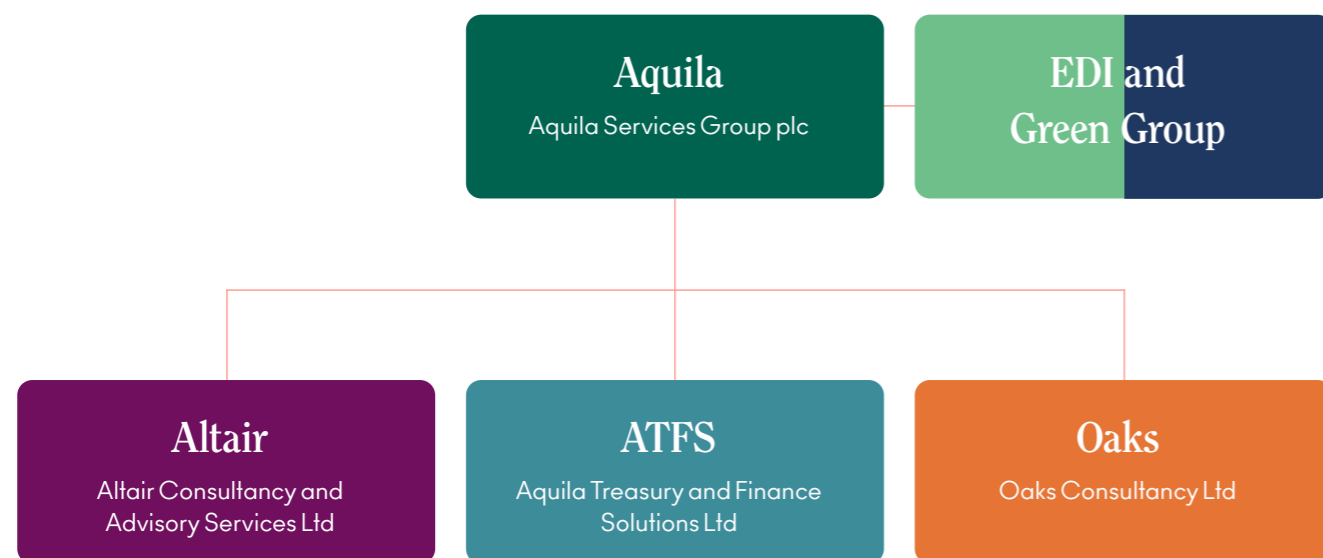 Aquila
Aquila Services Group plc
EDI and
Green Group
Altair
Altair Consultancy and
Advisory Services Ltd
ATFS
Aquila Treasury and Finance
Solutions Ltd
Oaks
Oaks Consultancy Ltd